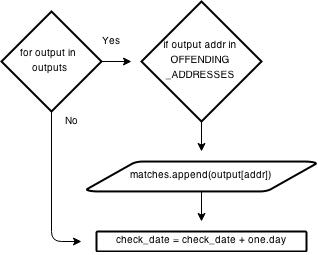 for output in
outputs
Yes
if output addr in
OFFENDING
_ADDRESSES
No
matches.append(output[addr])
check_date = check_date + one.day